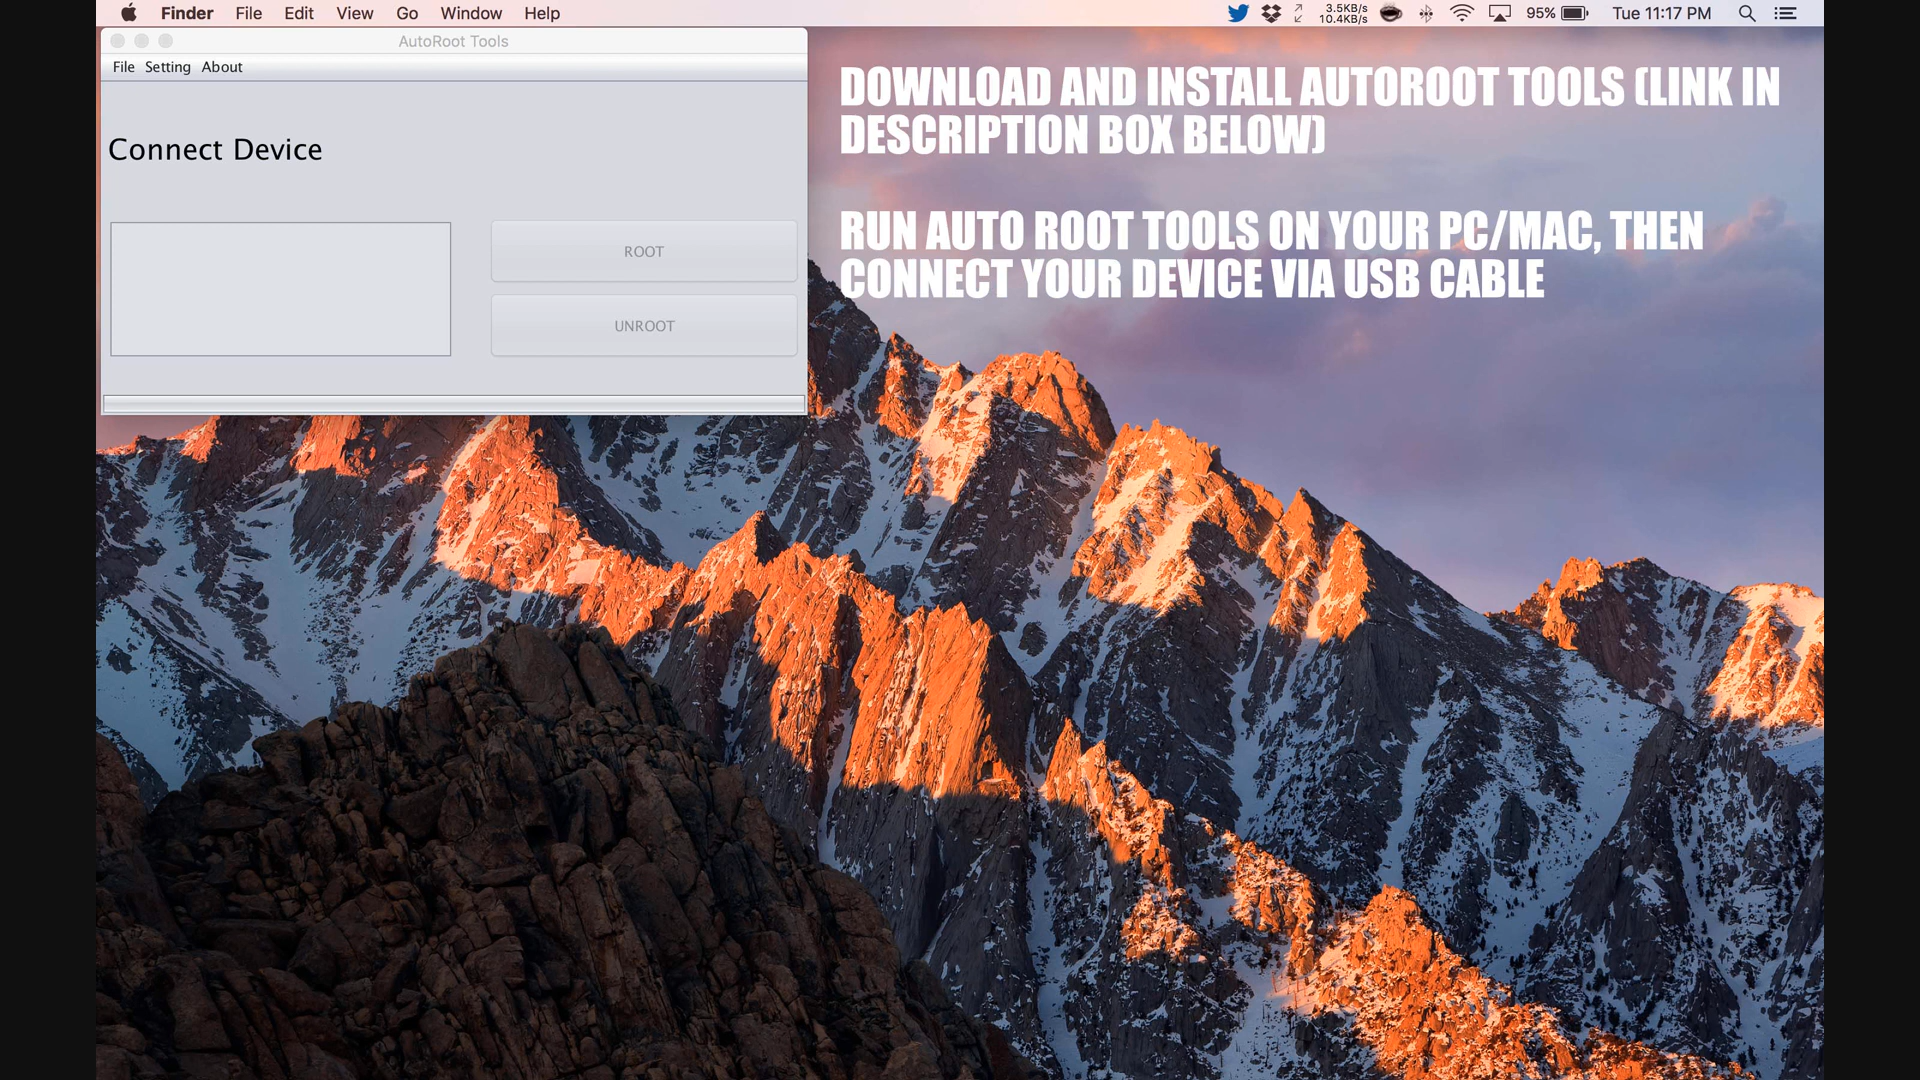 Finder File Edit View Go Window Help 3.5KB/s 10.4KB/s 95% Tue 11:17 PM
AutoRoot Tools
File Setting About
Connect Device
ROOT
UNROOT
DOWNLOAD AND INSTALL AUTOROOT TOOLS (LINK IN
DESCRIPTION BOX BELOW)
RUN AUTO ROOT TOOLS ON YOUR PC/MAC, THEN
CONNECT YOUR DEVICE VIA USB CABLE